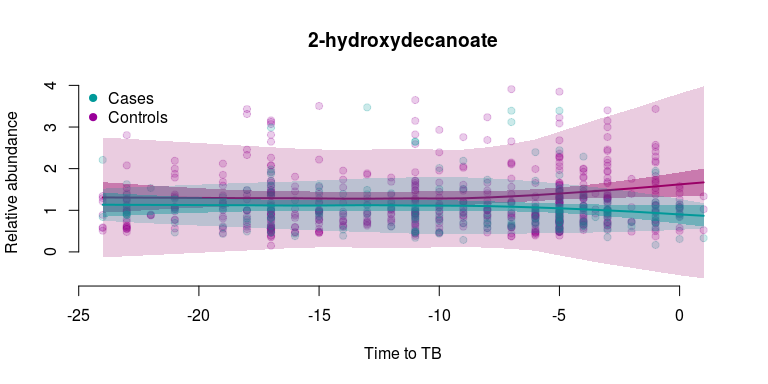 2-hydroxydecanoate
Cases
Controls
Relative abundance
4
3
2
1
0
-25 -20 -15 -10 -5 0
Time to TB